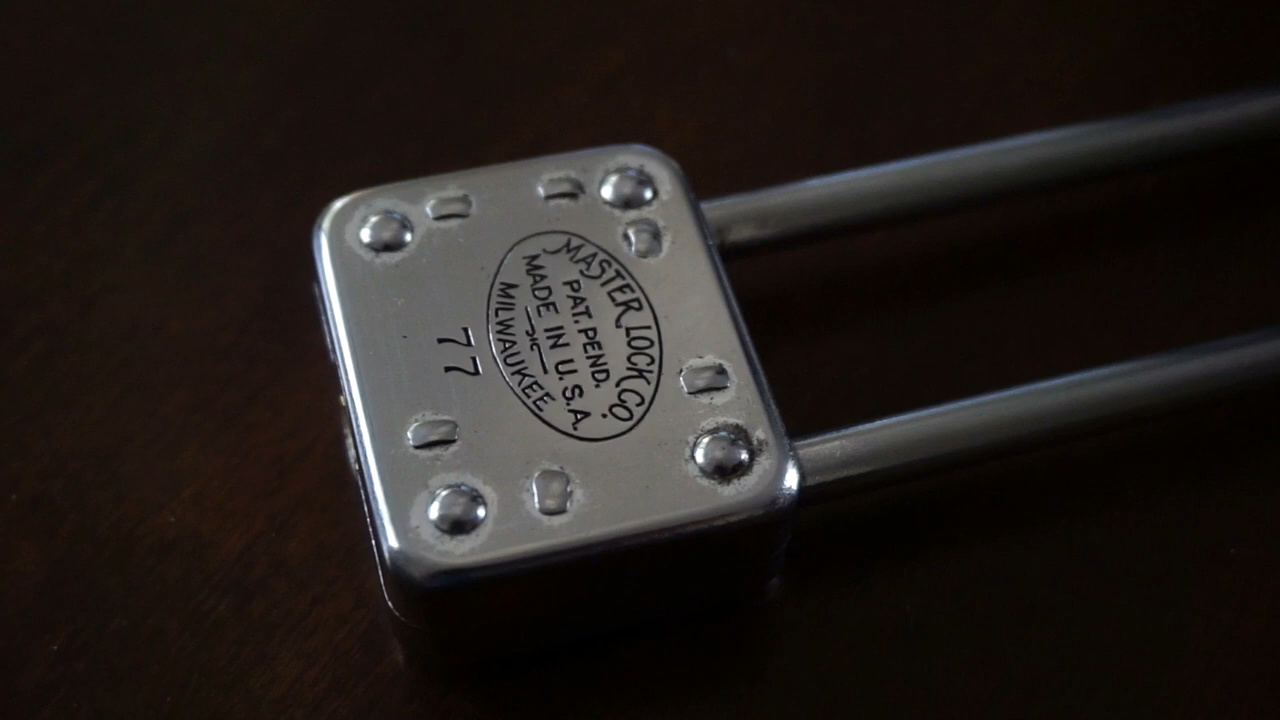 MASTER LOCK CO.
PAT. PEND.
MADE IN U.S.A.
MILWAUKEE
77